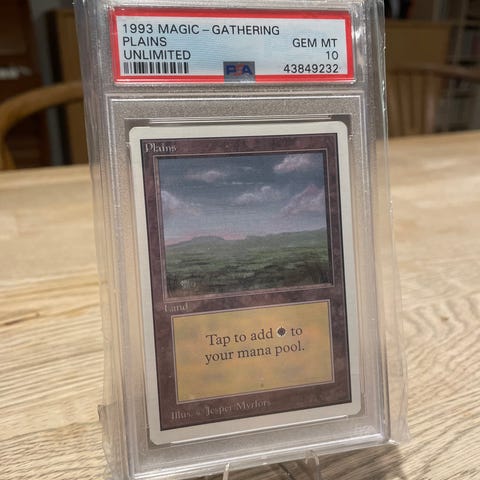 1993 MAGIC - GATHERING
PLAINS GEM MT
UNLIMITED 10
PSA 43849232
Plains
Land
Tap to add to
your mana pool.
Illus. © Jesper Myrfors